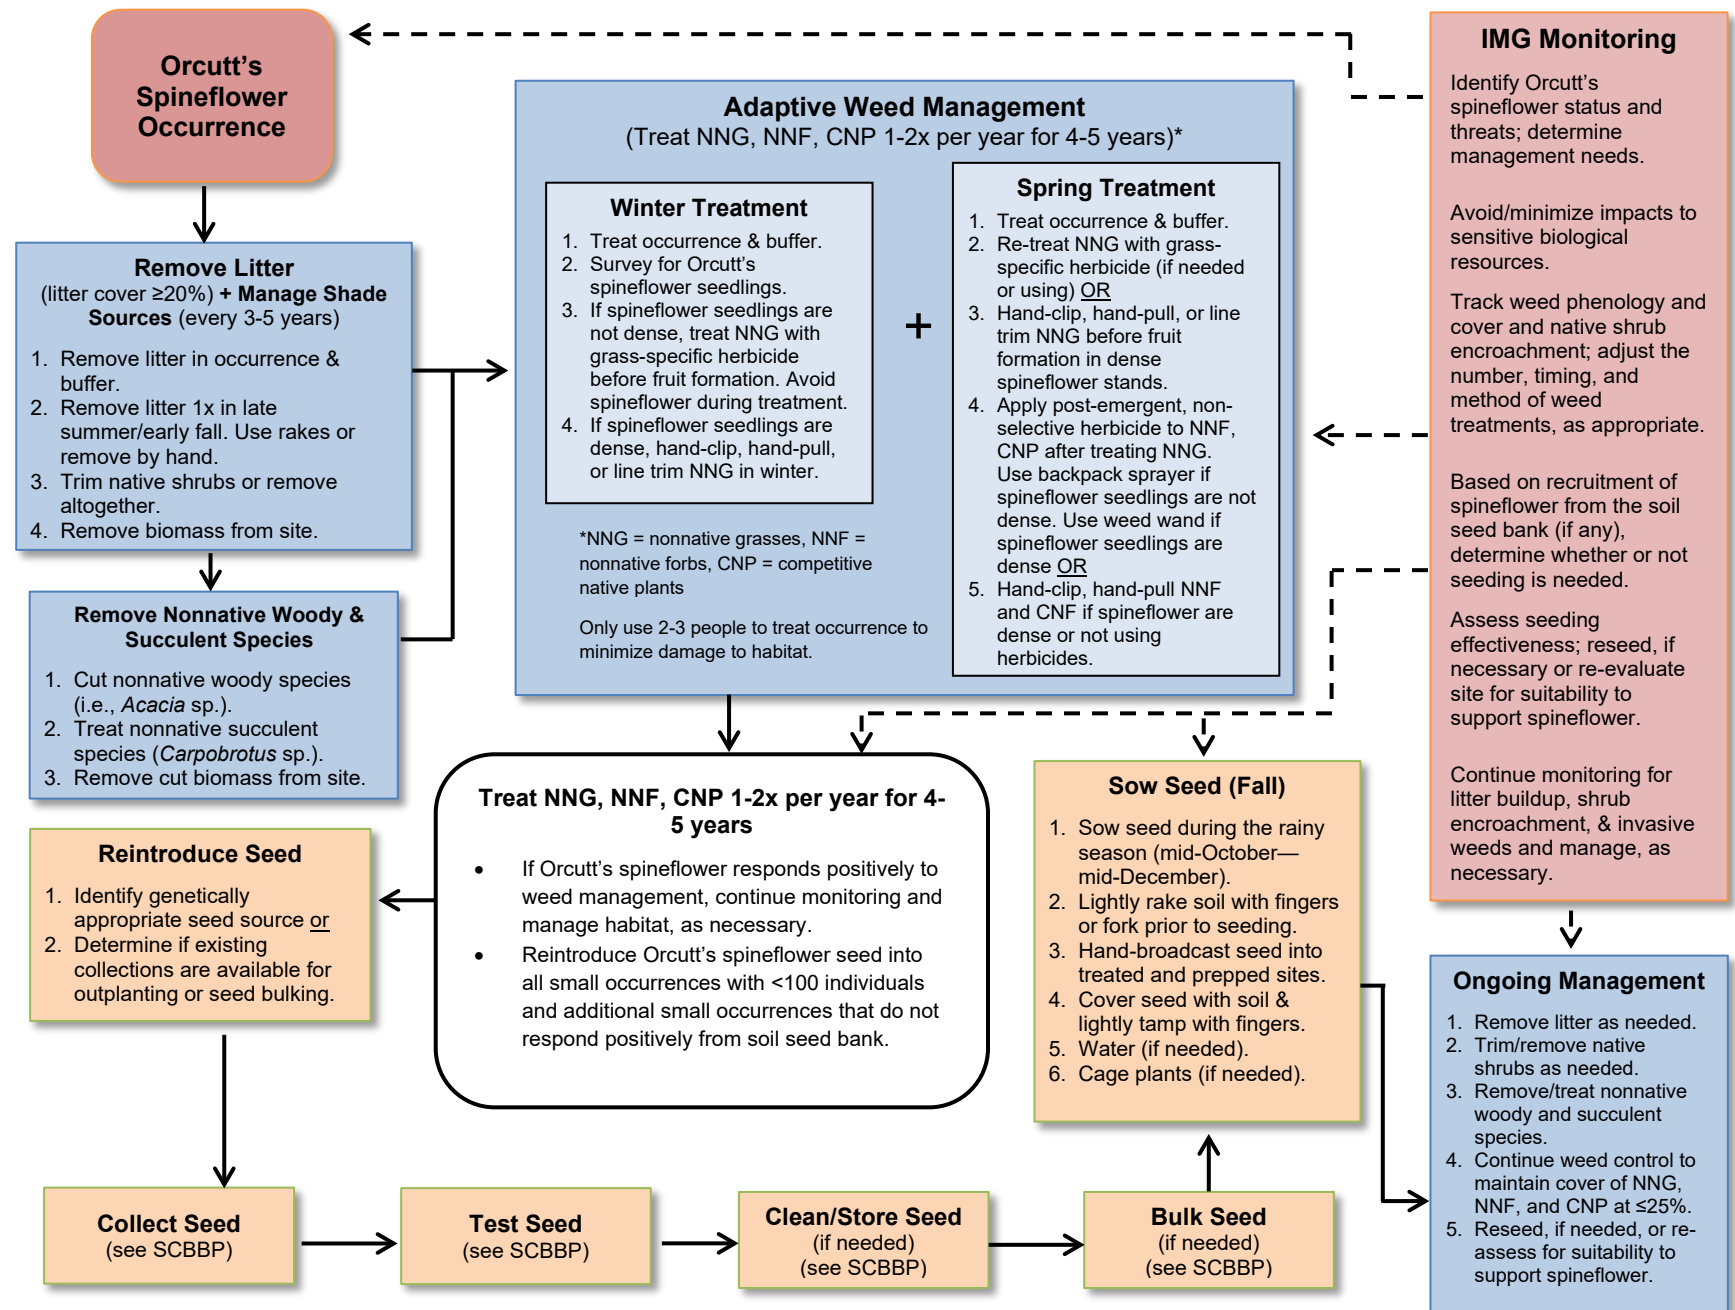 Orcutt's
Spineflower
Occurrence
Remove Litter
(litter cover ≥20%) + Manage Shade
Sources (every 3-5 years)
1. Remove litter in occurrence &
buffer.
2. Remove litter 1x in late
summer/early fall. Use rakes or
remove by hand.
3. Trim native shrubs or remove
altogether.
4. Remove biomass from site.
Remove Nonnative Woody &
Succulent Species
1. Cut nonnative woody species
(i.e., Acacia sp.).
2. Treat nonnative succulent
species (Carpobrotus sp.).
3. Remove cut biomass from site.
Adaptive Weed Management
(Treat NNG, NNF, CNP 1-2x per year for 4-5 years)*
Winter Treatment
1. Treat occurrence & buffer.
2. Survey for Orcutt's
spineflower seedlings.
3. If spineflower seedlings are
not dense, treat NNG with
grass-specific herbicide
before fruit formation. Avoid
spineflower during treatment.
4. If spineflower seedlings are
dense, hand-clip, hand-pull,
or line trim NNG in winter.
+
Spring Treatment
1. Treat occurrence & buffer.
2. Re-treat NNG with grass-
specific herbicide (if needed
or using) OR
3. Hand-clip, hand-pull, or line
trim NNG before fruit
formation in dense
spineflower stands.
4. Apply post-emergent, non-
selective herbicide to NNF,
CNP after treating NNG.
Use backpack sprayer if
spineflower seedlings are not
dense. Use weed wand if
spineflower seedlings are
dense OR
5. Hand-clip, hand-pull NNF
and CNF if spineflower are
dense or not using
herbicides.
*NNG = nonnative grasses, NNF =
nonnative forbs, CNP = competitive
native plants
Only use 2-3 people to treat occurrence to
minimize damage to habitat.
Treat NNG, NNF, CNP 1-2x per year for 4-
5 years
• If Orcutt's spineflower responds positively to
weed management, continue monitoring and
manage habitat, as necessary.
• Reintroduce Orcutt's spineflower seed into
all small occurrences with <100 individuals
and additional small occurrences that do not
respond positively from soil seed bank.
Reintroduce Seed
1. Identify genetically
appropriate seed source or
2. Determine if existing
collections are available for
outplanting or seed bulking.
Collect Seed
(see SCBBP)
Test Seed
(see SCBBP)
Clean/Store Seed
(if needed)
(see SCBBP)
Bulk Seed
(if needed)
(see SCBBP)
Sow Seed (Fall)
1. Sow seed during the rainy
season (mid-October—
mid-December).
2. Lightly rake soil with fingers
or fork prior to seeding.
3. Hand-broadcast seed into
treated and prepped sites.
4. Cover seed with soil &
lightly tamp with fingers.
5. Water (if needed).
6. Cage plants (if needed).
IMG Monitoring
Identify Orcutt's
spineflower status and
threats; determine
management needs.
Avoid/minimize impacts to
sensitive biological
resources.
Track weed phenology and
cover and native shrub
encroachment; adjust the
number, timing, and
method of weed
treatments, as appropriate.
Based on recruitment of
spineflower from the soil
seed bank (if any),
determine whether or not
seeding is needed.
Assess seeding
effectiveness; reseed, if
necessary or re-evaluate
site for suitability to
support spineflower.
Continue monitoring for
litter buildup, shrub
encroachment, & invasive
weeds and manage, as
necessary.
Ongoing Management
1. Remove litter as needed.
2. Trim/remove native
shrubs as needed.
3. Remove/treat nonnative
woody and succulent
species.
4. Continue weed control to
maintain cover of NNG,
NNF, and CNP at ≤25%.
5. Reseed, if needed, or re-
assess for suitability to
support spineflower.